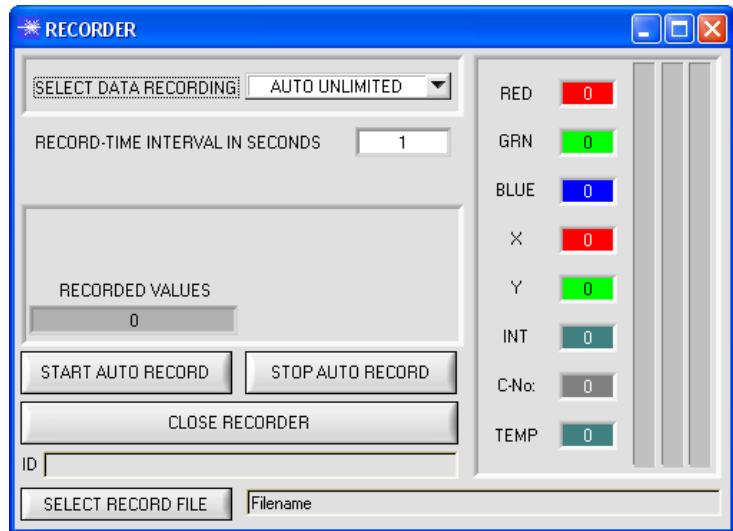 RECORDER
SELECT DATA RECORDING AUTO UNLIMITED
RECORD-TIME INTERVAL IN SECONDS 1
RECORDED VALUES
0
START AUTO RECORD STOP AUTO RECORD
CLOSE RECORDER
ID
SELECT RECORD FILE Filename
RED 0
GRN 0
BLUE 0
X 0
Y 0
INT 0
C-No: 0
TEMP 0